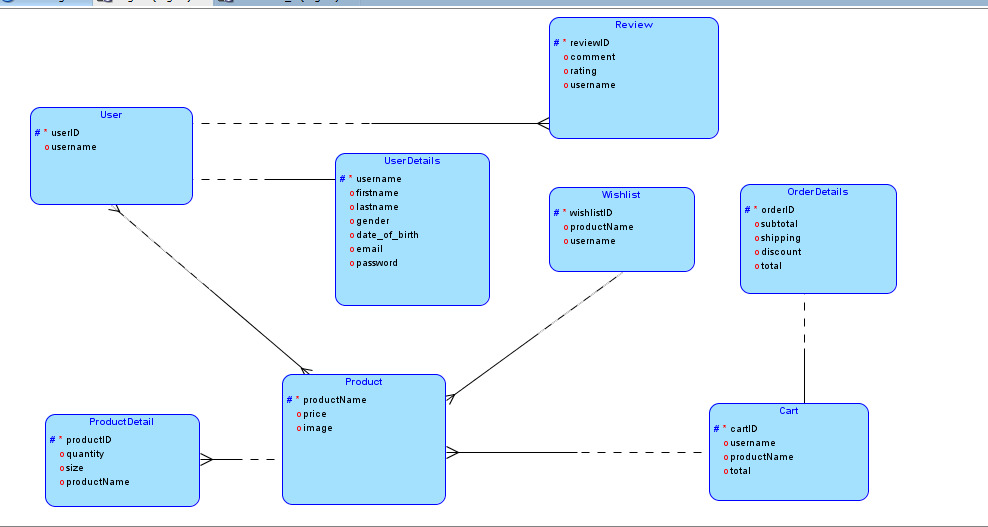 Review
# * reviewID
o comment
o rating
o username
User
# * userID
o username
UserDetails
# * username
o firstname
o lastname
o gender
o date_of_birth
o email
o password
Wishlist
# * wishlistID
o productName
o username
OrderDetails
# * orderID
o subtotal
o shipping
o discount
o total
Product
# * productName
o price
o image
ProductDetail
# * productID
o quantity
o size
o productName
Cart
# * cartID
o username
o productName
o total